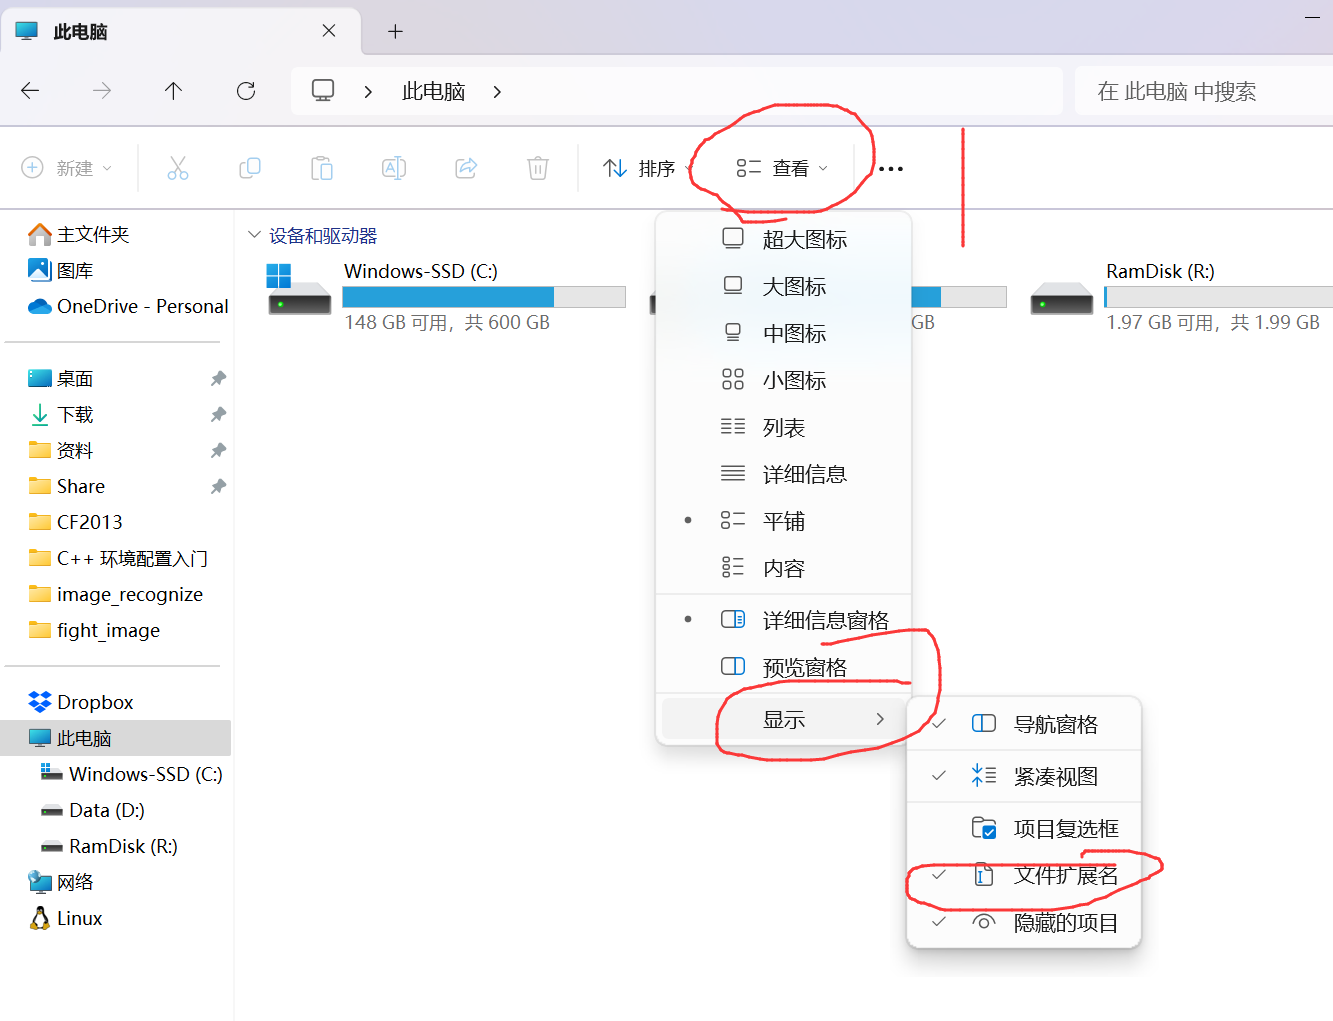 此电脑
此电脑
在 此电脑 中搜索
新建
排序
查看
主文件夹
图库
OneDrive - Personal
桌面
下载
资料
Share
CF2013
C++ 环境配置入门
image_recognize
fight_image
Dropbox
此电脑
Windows-SSD (C:)
Data (D:)
RamDisk (R:)
网络
Linux
设备和驱动器
Windows-SSD (C:)
148 GB 可用，共 600 GB
GB
RamDisk (R:)
1.97 GB 可用，共 1.99 GB
超大图标
大图标
中图标
小图标
列表
详细信息
平铺
内容
详细信息窗格
预览窗格
显示
导航窗格
紧凑视图
项目复选框
文件扩展名
隐藏的项目